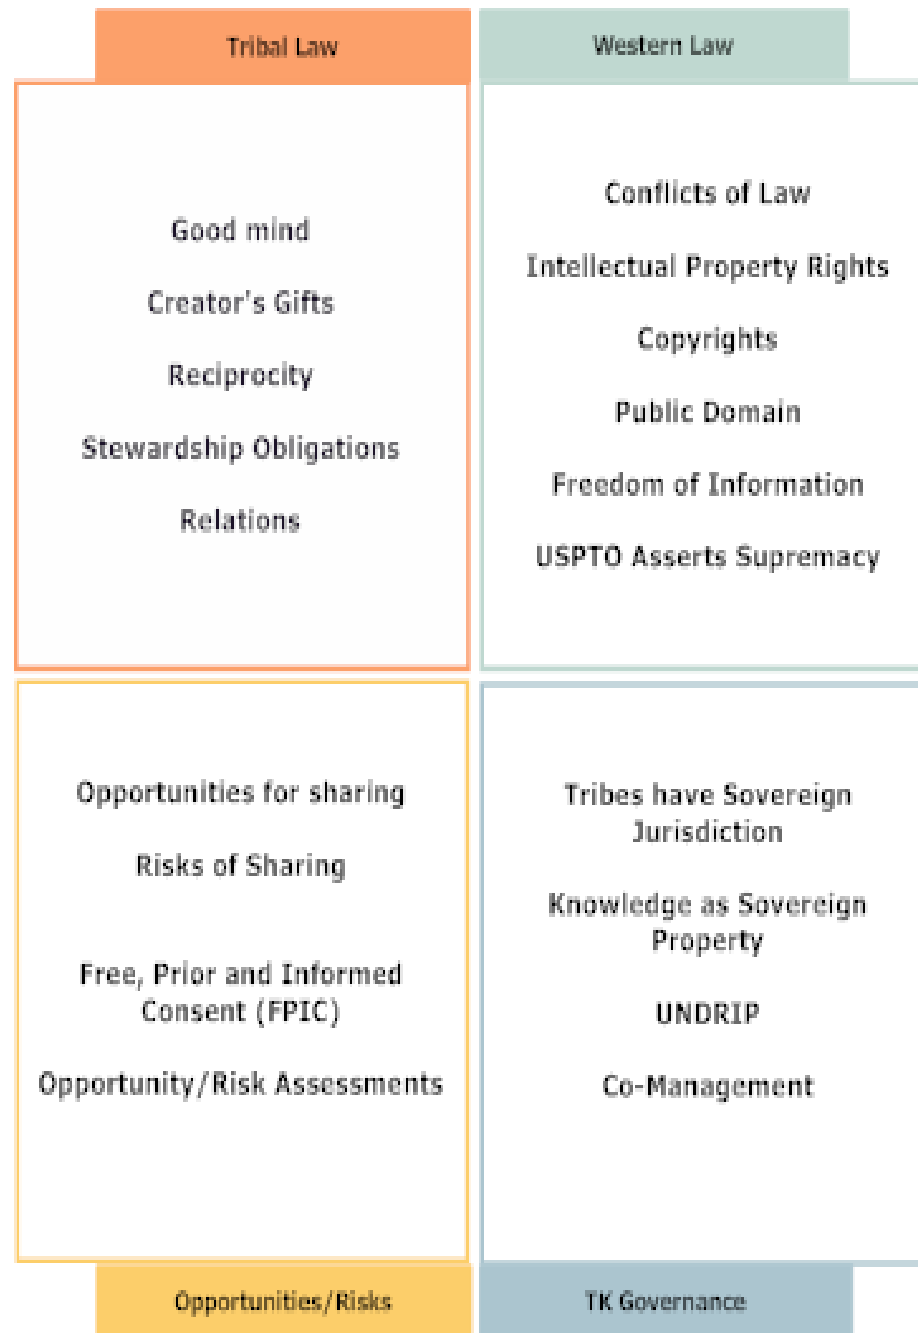 Tribal Law
Good mind
Creator's Gifts
Reciprocity
Stewardship Obligations
Relations
Western Law
Conflicts of Law
Intellectual Property Rights
Copyrights
Public Domain
Freedom of Information
USPTO Asserts Supremacy
Opportunities for sharing
Risks of Sharing
Free, Prior and Informed
Consent (FPIC)
Opportunity/Risk Assessments
Opportunities/Risks
Tribes have Sovereign
Jurisdiction
Knowledge as Sovereign
Property
UNDRIP
Co-Management
TK Governance